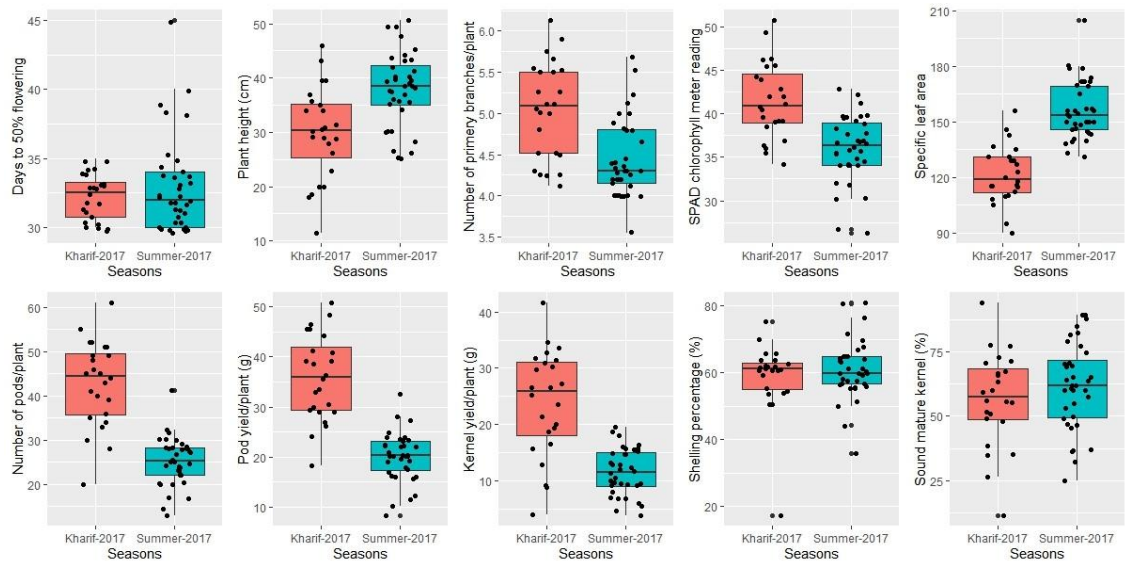 Days to 50% flowering
45
40
35
30
Kharif-2017 Summer-2017
Seasons
Plant height (cm)
50
40
30
20
10
Kharif-2017 Summer-2017
Seasons
Number of primery branches/plant
6.0
5.5
5.0
4.5
4.0
3.5
Kharif-2017 Summer-2017
Seasons
SPAD chlorophyll meter reading
50
45
40
35
30
Kharif-2017 Summer-2017
Seasons
Specific leaf area
210
180
150
120
90
Kharif-2017 Summer-2017
Seasons
Number of pods/plant
60
50
40
30
20
Kharif-2017 Summer-2017
Seasons
Pod yield/plant (g)
50
40
30
20
10
Kharif-2017 Summer-2017
Seasons
Kernel yield/plant (g)
40
30
20
10
Kharif-2017 Summer-2017
Seasons
Shelling percentage (%)
80
60
40
20
Kharif-2017 Summer-2017
Seasons
Sound mature kernel (%)
75
50
25
Kharif-2017 Summer-2017
Seasons